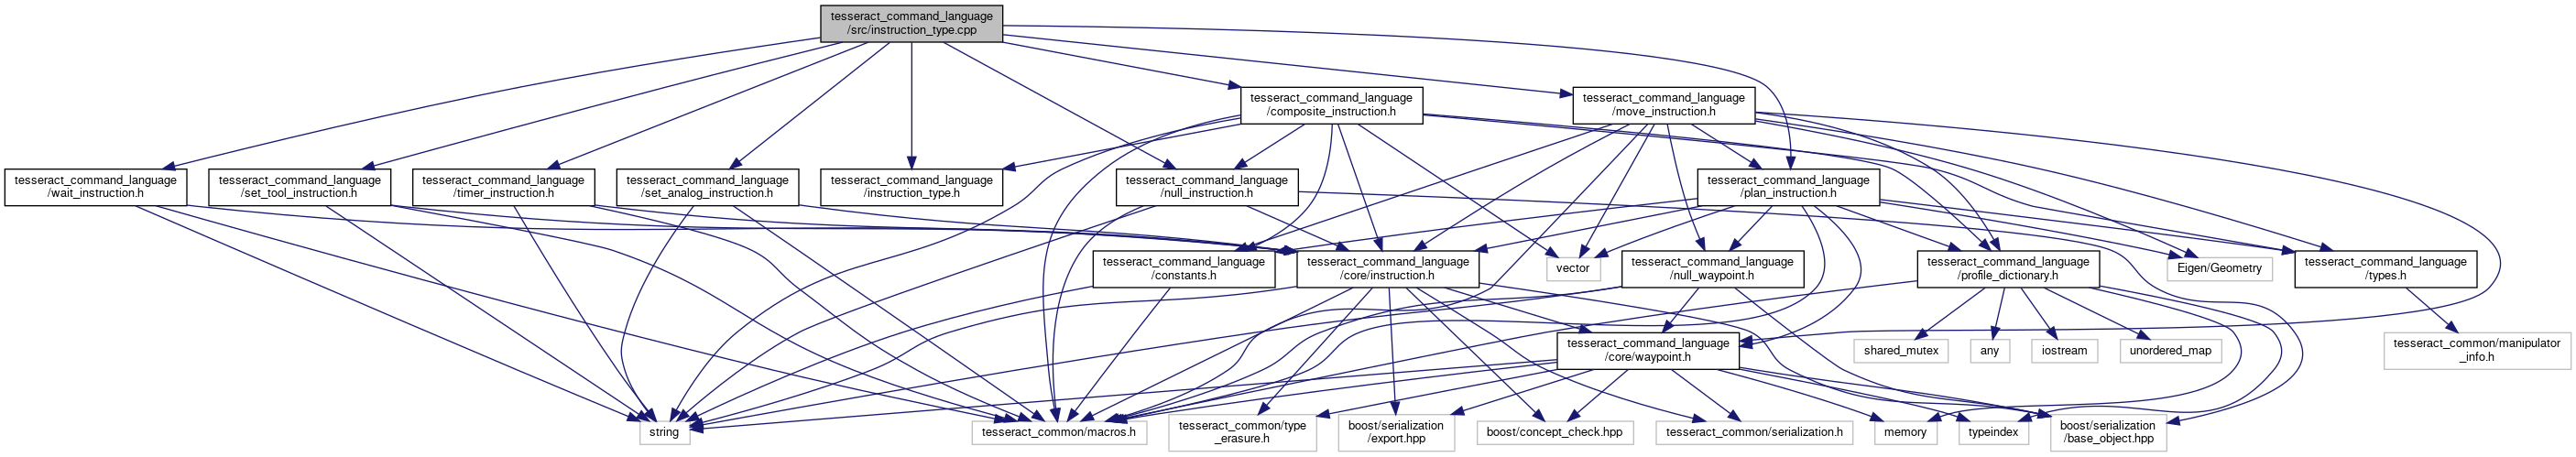 tesseract_command_language
/src/instruction_type.cpp
tesseract_command_language
/composite_instruction.h
tesseract_command_language
/move_instruction.h
tesseract_command_language
/wait_instruction.h
tesseract_command_language
/set_tool_instruction.h
tesseract_command_language
/timer_instruction.h
tesseract_command_language
/set_analog_instruction.h
tesseract_command_language
/instruction_type.h
tesseract_command_language
/null_instruction.h
tesseract_command_language
/plan_instruction.h
tesseract_command_language
/constants.h
tesseract_command_language
/core/instruction.h
vector
tesseract_command_language
/null_waypoint.h
tesseract_command_language
/profile_dictionary.h
Eigen/Geometry
tesseract_command_language
/types.h
tesseract_command_language
/core/waypoint.h
shared_mutex
any
iostream
unordered_map
tesseract_common/manipulator
_info.h
string
tesseract_common/macros.h
tesseract_common/type
_erasure.h
boost/serialization
/export.hpp
boost/concept_check.hpp
tesseract_common/serialization.h
memory
typeindex
boost/serialization
/base_object.hpp